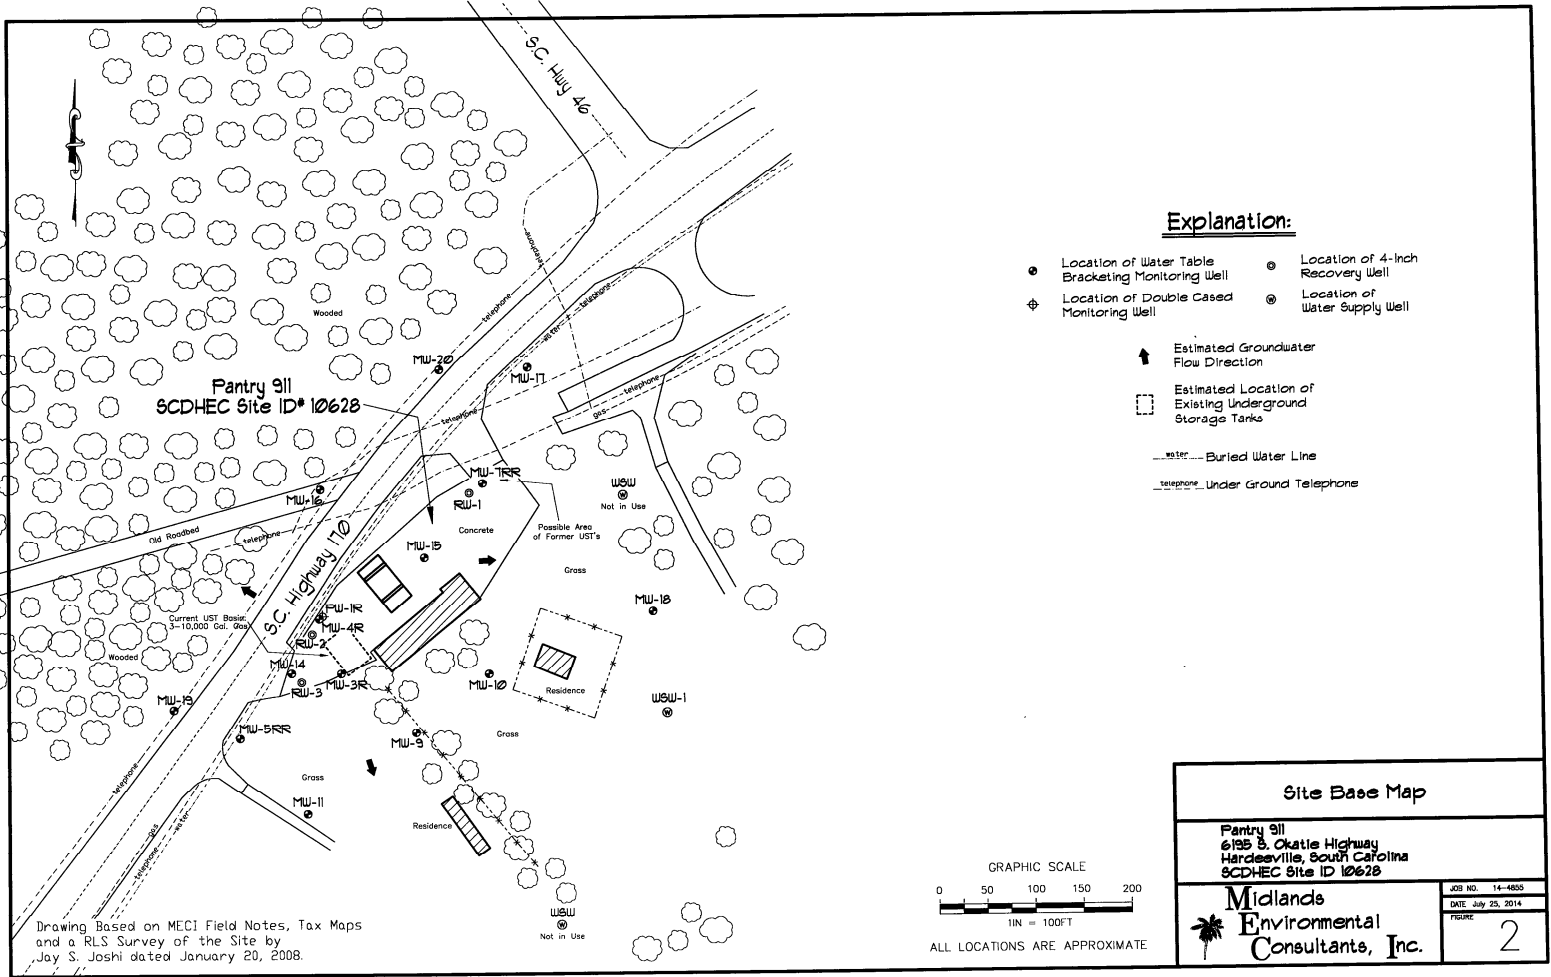 S.C. Hwy 46
telephone
telephone
telephone
water
Wooded
MW-20
MW-17
Pantry 911
SCDHEC Site ID# 10628
telephone
telephone
gas
MW-16
MW-7RR
RW-1
WSW
Not in Use
Old Roadbed
telephone
S.C. Highway 170
Concrete
Possible Area
of Former UST's
MW-15
Grass
MW-18
PW-1R
MW-4R
RW-2
Current UST Basin:
3-10,000 Gal. Gas
Wooded
MW-14
MW-3R
RW-3
MW-10
Residence
WSW-1
MW-19
MW-5RR
MW-9
Grass
Grass
telephone
MW-11
Residence
gas
water
telephone
WSW
Not in Use
Drawing Based on MECI Field Notes, Tax Maps
and a RLS Survey of the Site by
Jay S. Joshi dated January 20, 2008.
Explanation:
Location of Water Table
Bracketing Monitoring Well
Location of 4-Inch
Recovery Well
Location of Double Cased
Monitoring Well
W
Location of
Water Supply Well
Estimated Groundwater
Flow Direction
Estimated Location of
Existing Underground
Storage Tanks
water Buried Water Line
telephone Under Ground Telephone
GRAPHIC SCALE
0 50 100 150 200
1IN = 100FT
ALL LOCATIONS ARE APPROXIMATE
Site Base Map
Pantry 911
6195 S. Okatie Highway
Hardeeville, South Carolina
SCDHEC Site ID 10628
Midlands
Environmental
Consultants, Inc.
JOB NO. 14-4855
DATE July 25, 2014
FIGURE
2